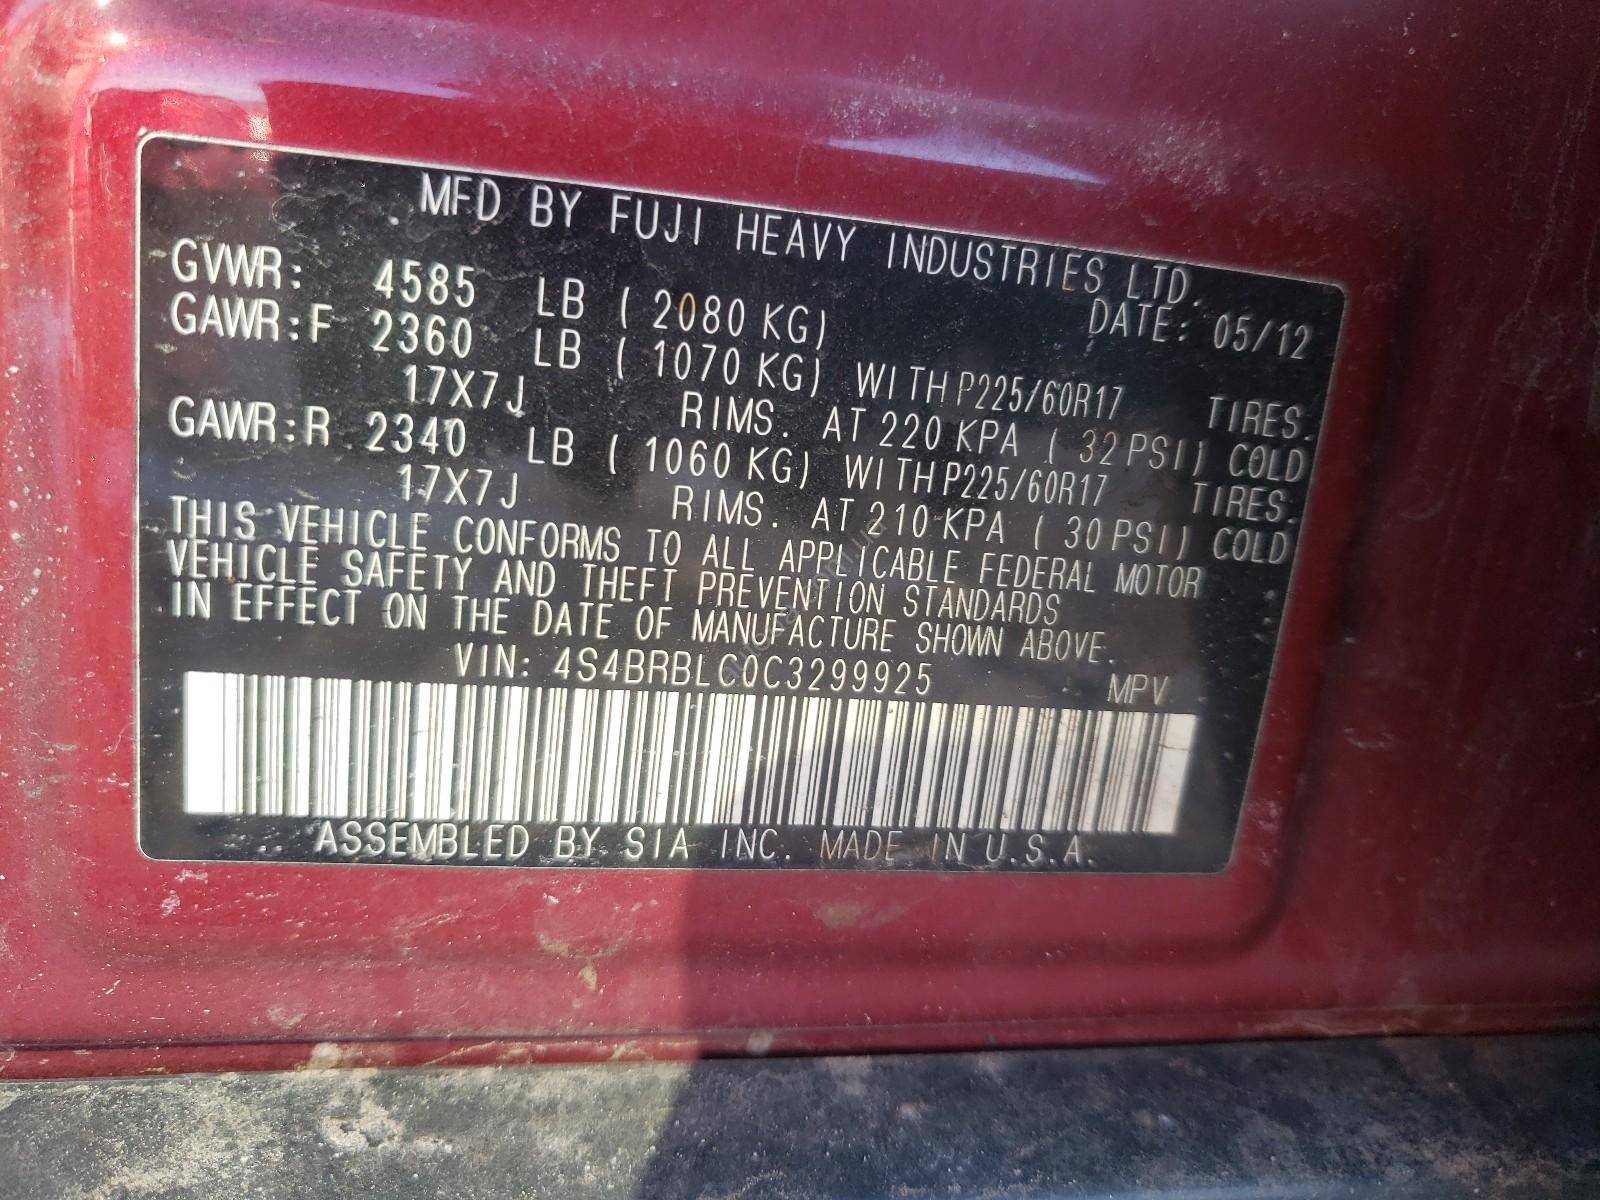 MFD BY FUJI HEAVY INDUSTRIES LTD.
DATE: 05/12
GVWR: 4585 LB ( 2080 KG)
GAWR:F 2360 LB ( 1070 KG) WITH P225/60R17 TIRES.
17X7J RIMS. AT 220 KPA ( 32 PSI) COLD
GAWR:R 2340 LB ( 1060 KG) WITH P225/60R17 TIRES.
17X7J RIMS. AT 210 KPA ( 30 PSI) COLD
THIS VEHICLE CONFORMS TO ALL APPLICABLE FEDERAL MOTOR
VEHICLE SAFETY AND THEFT PREVENTION STANDARDS
IN EFFECT ON THE DATE OF MANUFACTURE SHOWN ABOVE.
VIN: 4S4BRBLC0C3299925 MPV
ASSEMBLED BY SIA INC. MADE IN U.S.A.